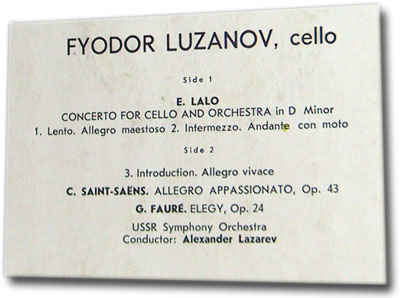 FYODOR LUZANOV, cello
Side 1
E. LALO
CONCERTO FOR CELLO AND ORCHESTRA in D Minor
1. Lento. Allegro maestoso 2. Intermezzo. Andante con moto
Side 2
3. Introduction. Allegro vivace
C. SAINT-SAËNS. ALLEGRO APPASSIONATO, Op. 43
G. FAURÉ. ELEGY, Op. 24
USSR Symphony Orchestra
Conductor: Alexander Lazarev